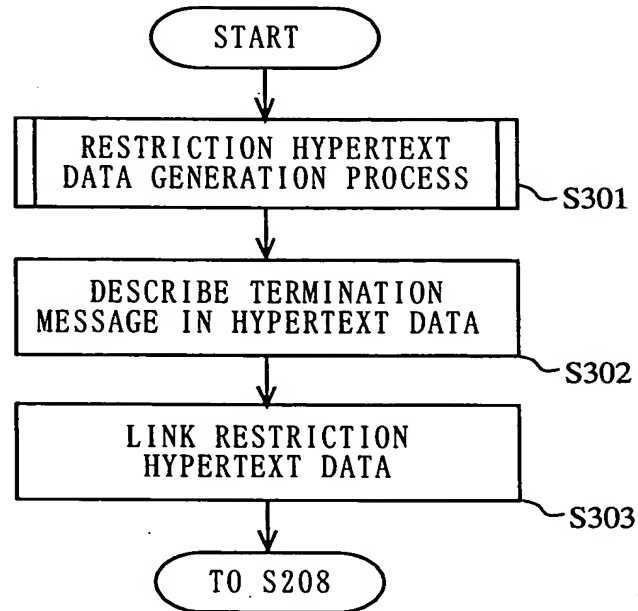 START
RESTRICTION HYPERTEXT
DATA GENERATION PROCESS
S301
DESCRIBE TERMINATION
MESSAGE IN HYPERTEXT DATA
S302
LINK RESTRICTION
HYPERTEXT DATA
S303
TO S208